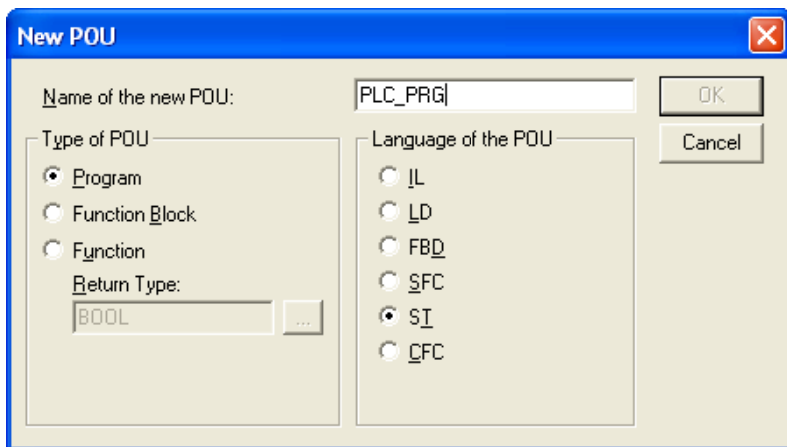 New POU
Name of the new POU:
PLC_PRG
OK
Cancel
Type of POU
Program
Function Block
Function
Return Type:
BOOL
...
Language of the POU
IL
LD
FBD
SFC
ST
CFC